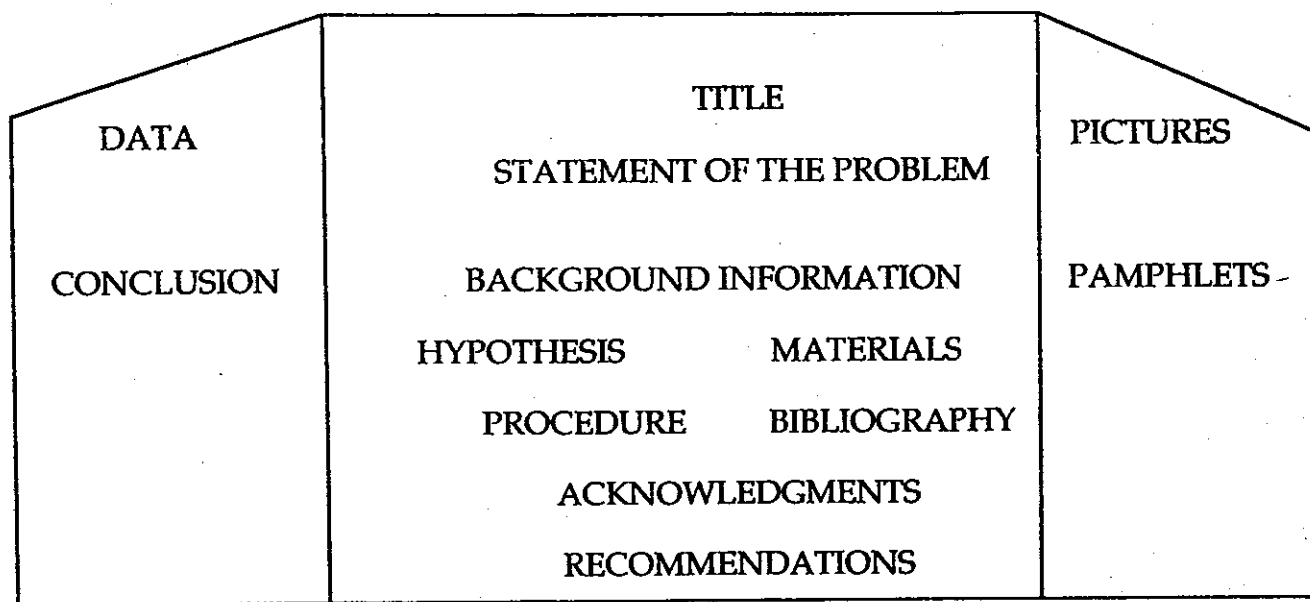 DATA
CONCLUSION
TITLE
STATEMENT OF THE PROBLEM
BACKGROUND INFORMATION
HYPOTHESIS MATERIALS
PROCEDURE BIBLIOGRAPHY
ACKNOWLEDGMENTS
RECOMMENDATIONS
PICTURES
PAMPHLETS